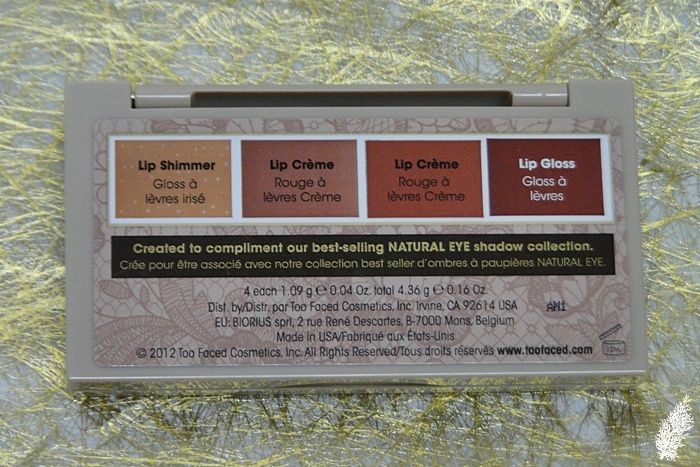 Lip Shimmer
Gloss à
lèvres irisé
Lip Crème
Rouge à
lèvres Crème
Lip Crème
Rouge à
lèvres Crème
Lip Gloss
Gloss à
lèvres
Created to compliment our best-selling NATURAL EYE shadow collection.
Crée pour être associé avec notre collection best seller d'ombres à paupières NATURAL EYE.
4 each 1.09 g ℮ 0.04 Oz. total 4.36 g ℮ 0.16 Oz.
Dist. by/Distr. par Too Faced Cosmetics, Inc. Irvine, CA 92614 USA
EU: BIORIUS sprl, 2 rue René Descartes, B-7000 Mons, Belgium
Made in USA/Fabriqué aux États-Unis
© 2012 Too Faced Cosmetics, Inc. All Rights Reserved/Tous droits réservés www.toofaced.com